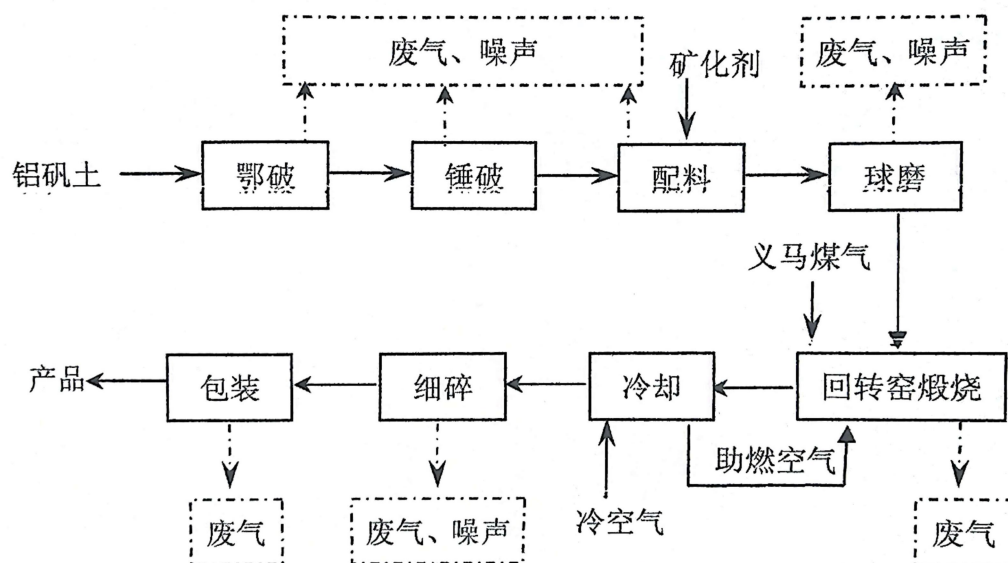 废气、噪声
废气、噪声
矿化剂
铝矾土
鄂破
锤破
配料
球磨
义马煤气
产品
包装
细碎
冷却
回转窑煅烧
助燃空气
冷空气
废气
废气、噪声
废气